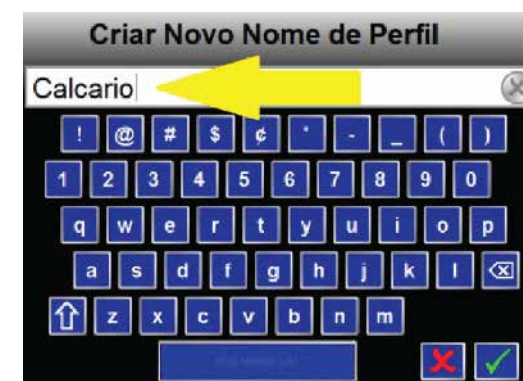 Criar Novo Nome de Perfil
Calcario
! @ # $ ¢ * - _ ( )
1 2 3 4 5 6 7 8 9 0
q w e r t y u i o p
a s d f g h j k l
z x c v b n m